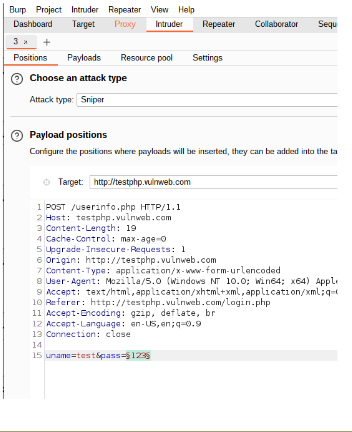 Burp Project Intruder Repeater View Help
Dashboard Target Proxy Intruder Repeater Collaborator Sequ
3 × +
Positions Payloads Resource pool Settings
? Choose an attack type
Attack type: Sniper
? Payload positions
Configure the positions where payloads will be inserted, they can be added into the ta
Target: http://testphp.vulnweb.com
1 POST /userinfo.php HTTP/1.1
2 Host: testphp.vulnweb.com
3 Content-Length: 19
4 Cache-Control: max-age=0
5 Upgrade-Insecure-Requests: 1
6 Origin: http://testphp.vulnweb.com
7 Content-Type: application/x-www-form-urlencoded
8 User-Agent: Mozilla/5.0 (Windows NT 10.0; Win64; x64) Apple
9 Accept: text/html,application/xhtml+xml,application/xml;q=0
10 Referer: http://testphp.vulnweb.com/login.php
11 Accept-Encoding: gzip, deflate, br
12 Accept-Language: en-US,en;q=0.9
13 Connection: close
14
15 uname=test&pass=§123§